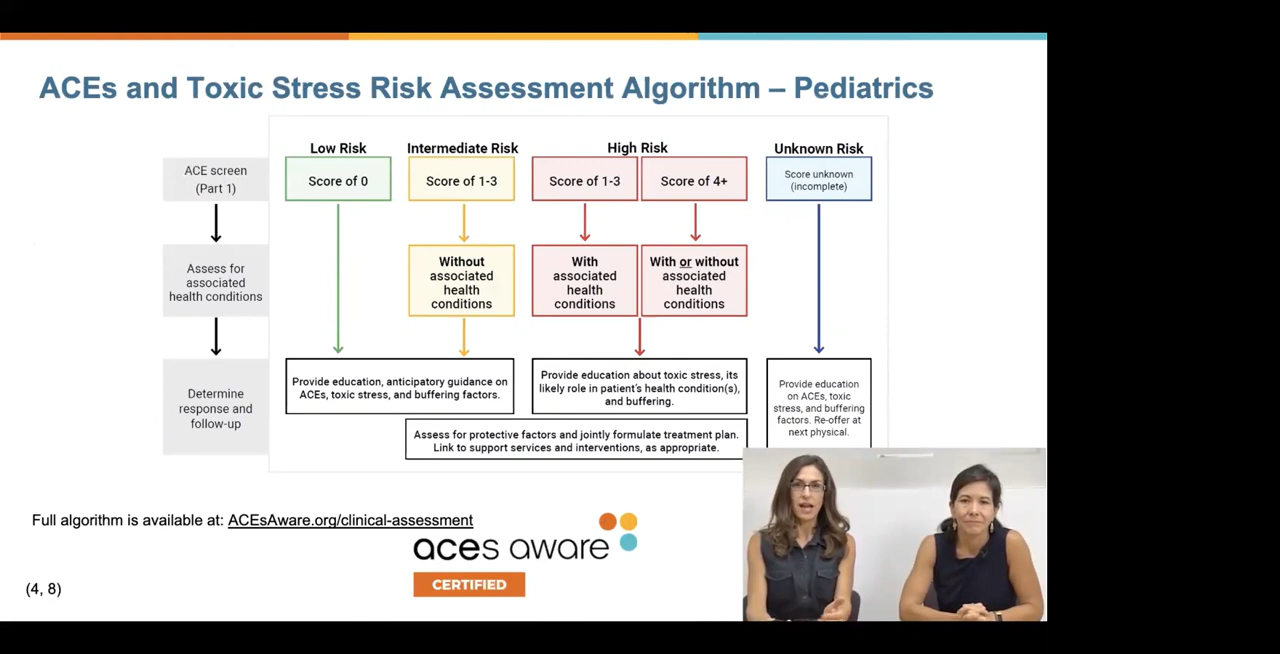 ACEs and Toxic Stress Risk Assessment Algorithm – Pediatrics
Low Risk
Intermediate Risk
High Risk
Unknown Risk
ACE screen
(Part 1)
Score of 0
Score of 1-3
Score of 1-3
Score of 4+
Score unknown
(incomplete)
Assess for
associated
health conditions
Without
associated
health
conditions
With
associated
health
conditions
With or without
associated
health
conditions
Determine
response and
follow-up
Provide education, anticipatory guidance on
ACEs, toxic stress, and buffering factors.
Provide education about toxic stress, its
likely role in patient's health condition(s),
and buffering.
Provide education
on ACEs, toxic
stress, and buffering
factors. Re-offer at
next physical.
Assess for protective factors and jointly formulate treatment plan.
Link to support services and interventions, as appropriate.
Full algorithm is available at: ACEsAware.org/clinical-assessment
aces aware
CERTIFIED
(4, 8)